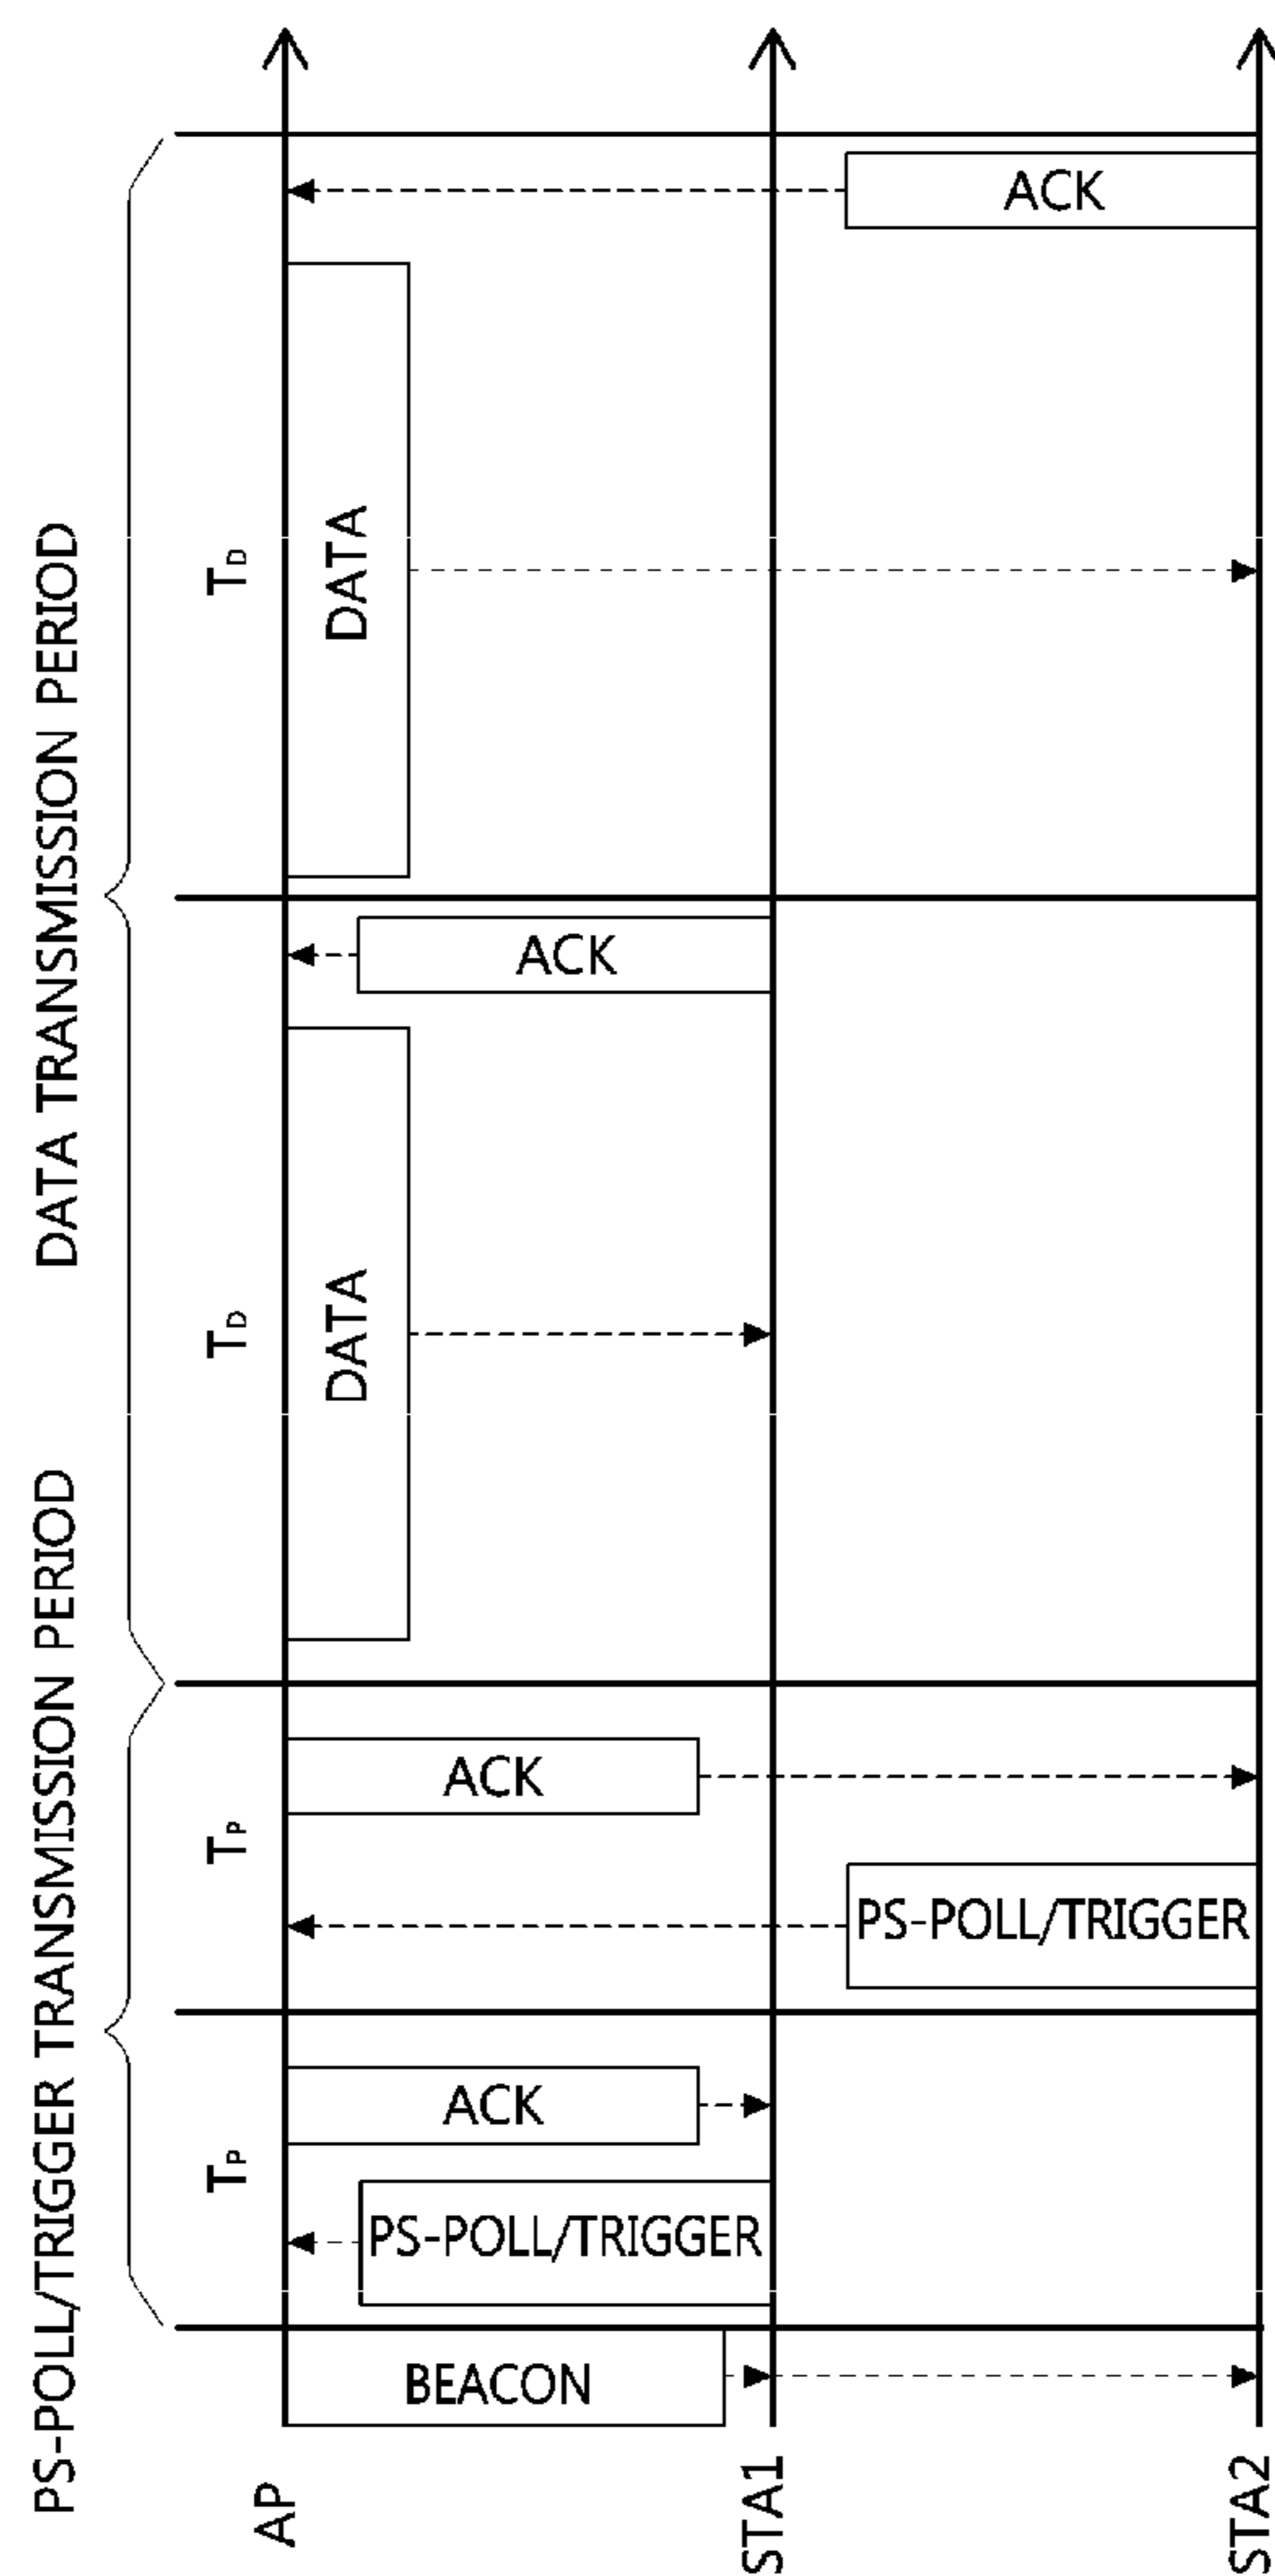 PS-POLL/TRIGGER TRANSMISSION PERIOD
DATA TRANSMISSION PERIOD
TP
TP
TD
TD
AP
BEACON
ACK
ACK
DATA
DATA
STA1
PS-POLL/TRIGGER
ACK
STA2
PS-POLL/TRIGGER
ACK